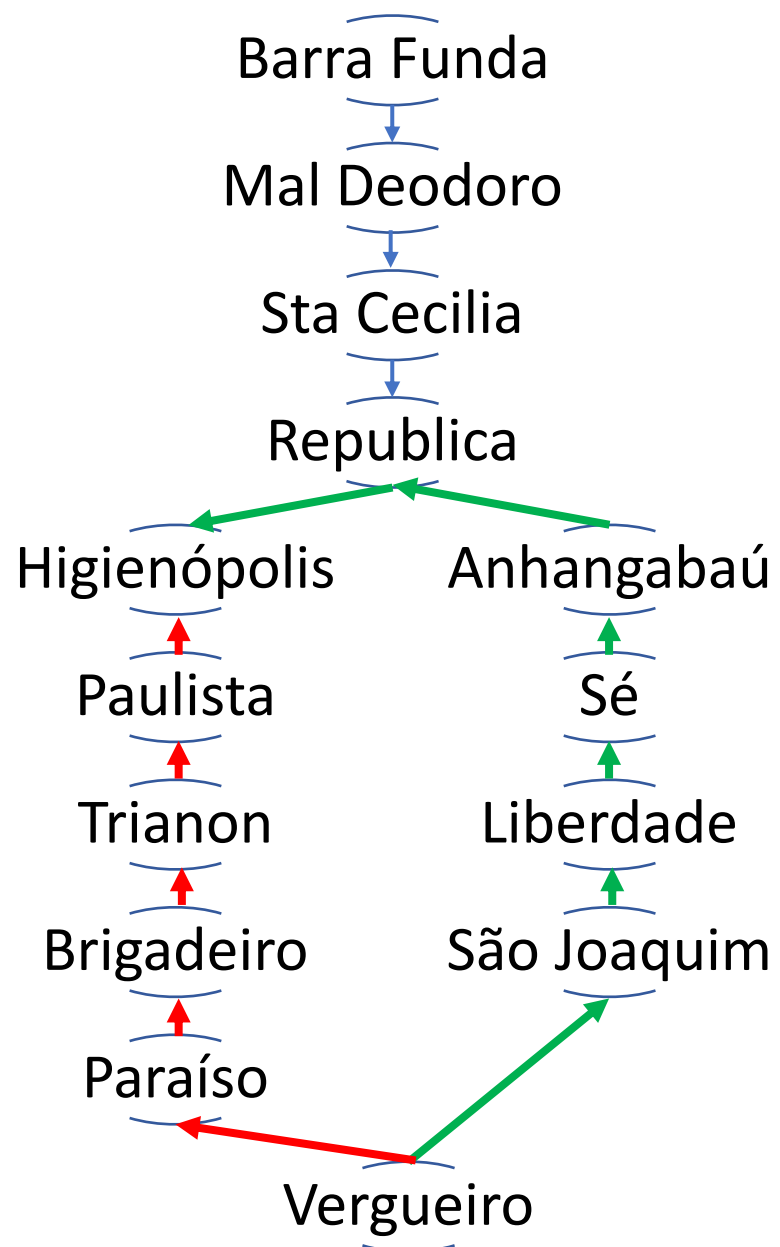 Barra Funda
Mal Deodoro
Sta Cecilia
Republica
Higienópolis
Anhangabaú
Paulista
Sé
Trianon
Liberdade
Brigadeiro
São Joaquim
Paraíso
Vergueiro